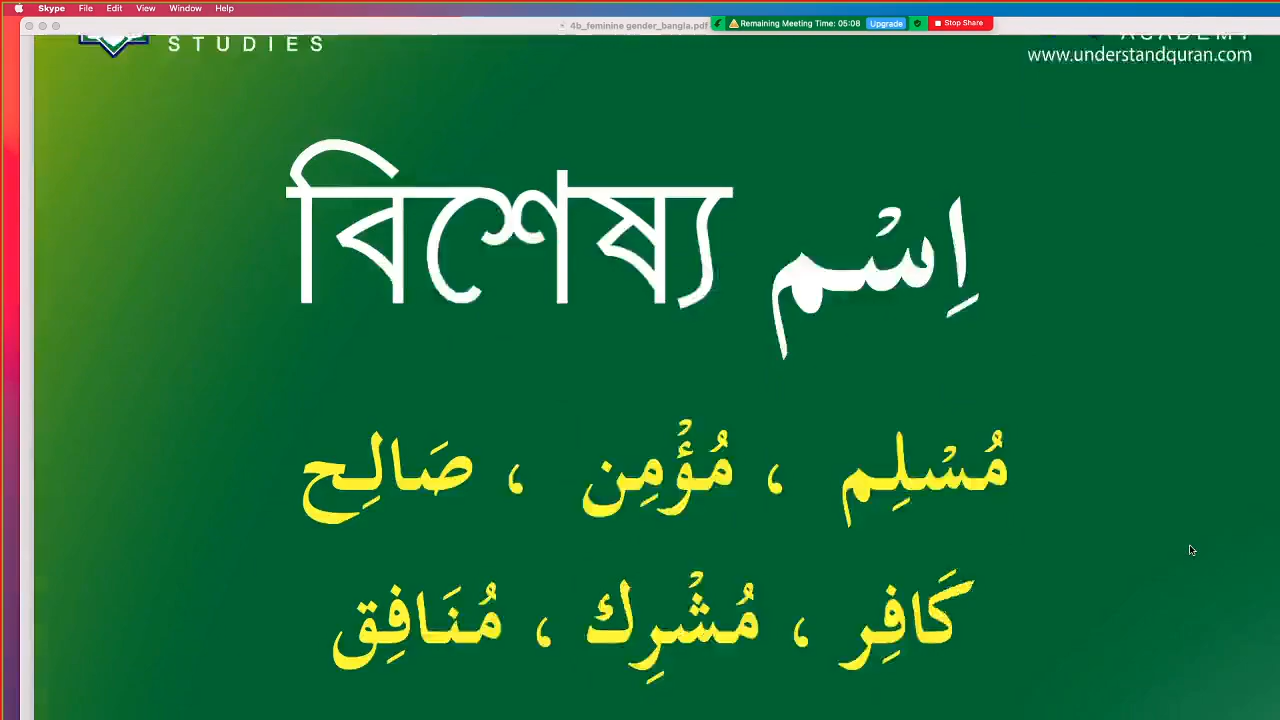 Skype File Edit View Window Help
4b_feminine gender_bangla.pdf Remaining Meeting Time: 05:08 Upgrade Stop Share
STUDIES
www.understandquran.com
বিশেষ্য اِسْم
مُسْلِم ، مُؤْمِن ، صَالِح
كَافِر ، مُشْرِك ، مُنَافِق